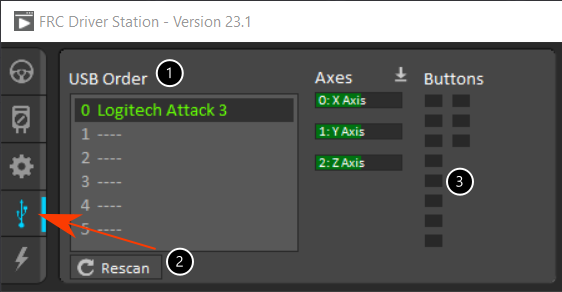 FRC Driver Station - Version 23.1
USB Order 1
Axes
Buttons
0 Logitech Attack 3
1 ----
2 ----
3 ----
4 ----
5 ----
0: X Axis
1: Y Axis
2: Z Axis
3
Rescan 2